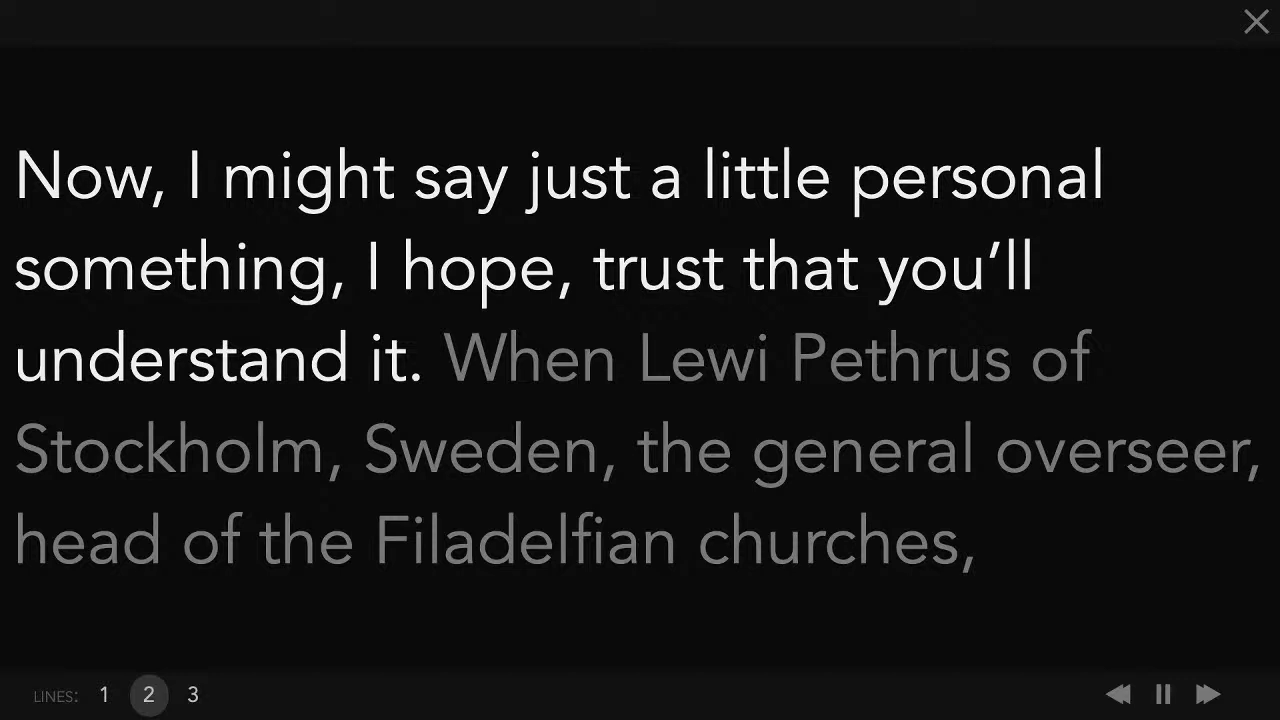 Now, I might say just a little personal
something, I hope, trust that you’ll
understand it. When Lewi Pethrus of
Stockholm, Sweden, the general overseer,
head of the Filadelfian churches,
LINES: 1 2 3